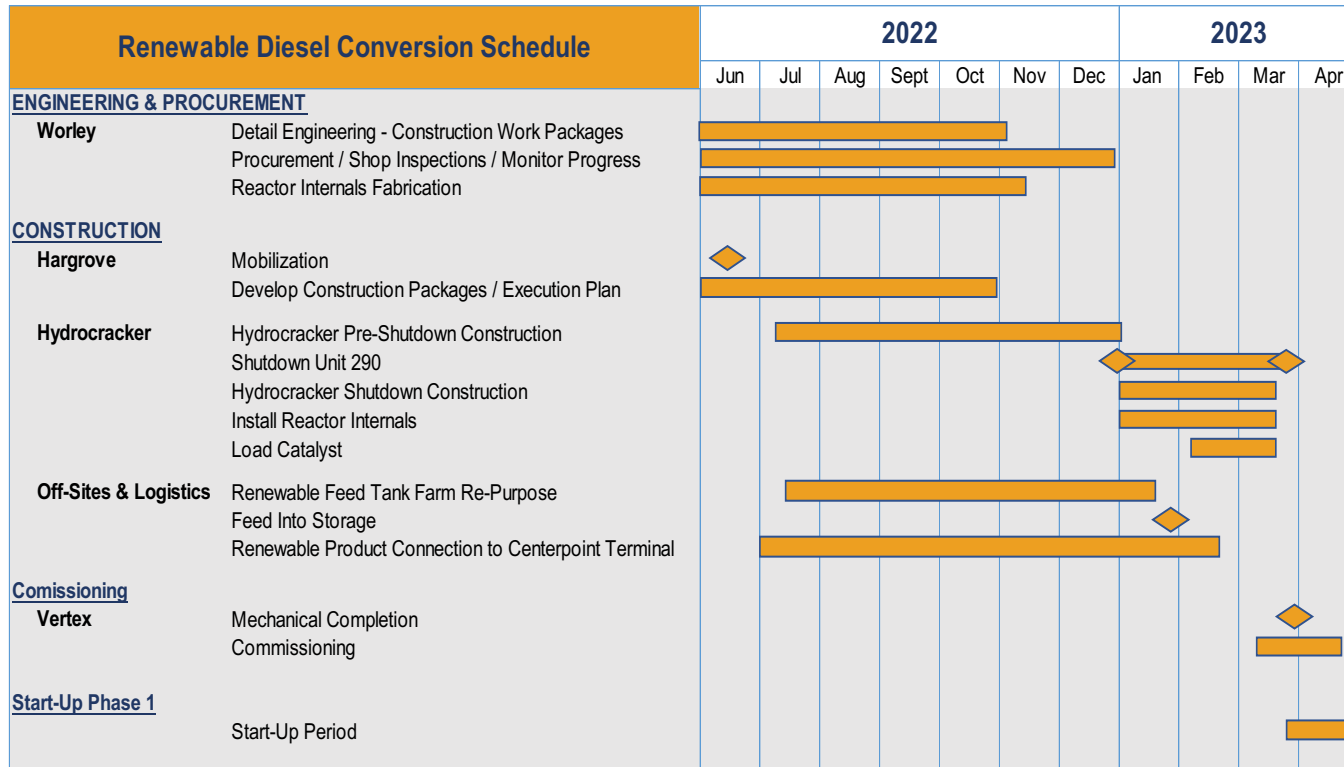 Renewable Diesel Conversion Schedule
2022
2023
Jun Jul Aug Sept Oct Nov Dec Jan Feb Mar Apr
ENGINEERING & PROCUREMENT
Worley Detail Engineering - Construction Work Packages
Procurement / Shop Inspections / Monitor Progress
Reactor Internals Fabrication
CONSTRUCTION
Hargrove Mobilization
Develop Construction Packages / Execution Plan
Hydrocracker Hydrocracker Pre-Shutdown Construction
Shutdown Unit 290
Hydrocracker Shutdown Construction
Install Reactor Internals
Load Catalyst
Off-Sites & Logistics Renewable Feed Tank Farm Re-Purpose
Feed Into Storage
Renewable Product Connection to Centerpoint Terminal
Comissioning
Vertex Mechanical Completion
Commissioning
Start-Up Phase 1
Start-Up Period